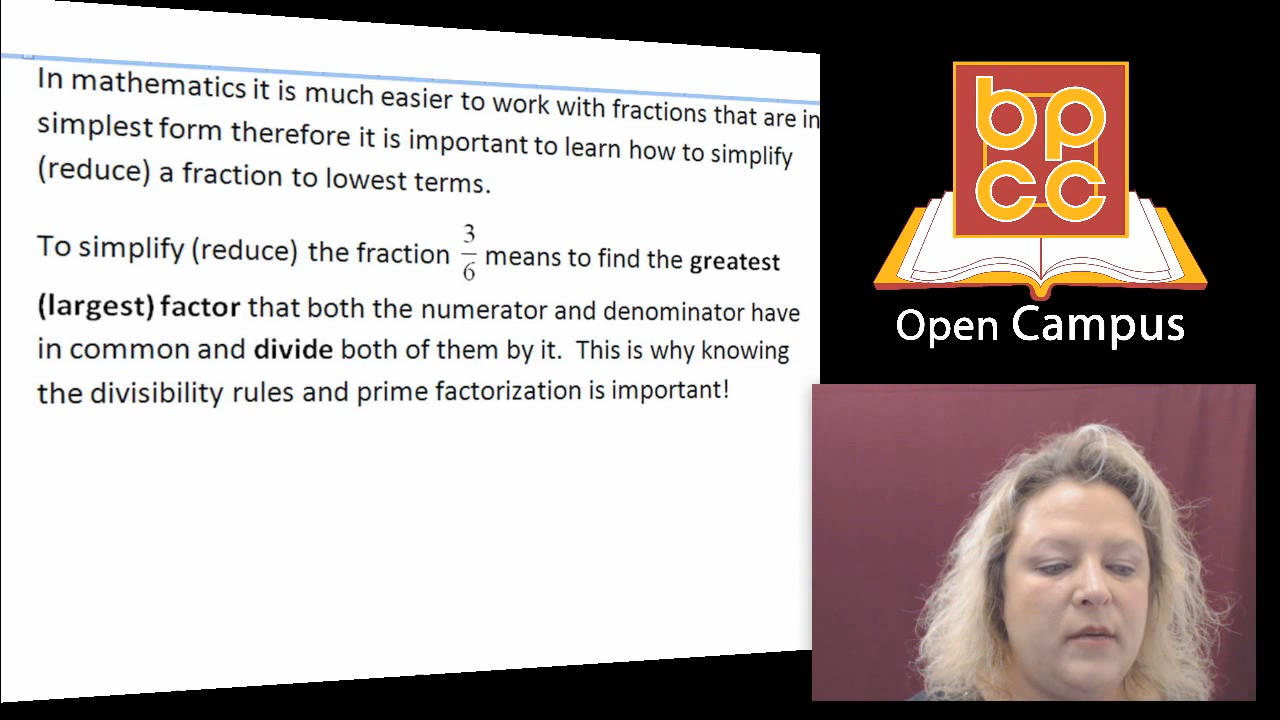 In mathematics it is much easier to work with fractions that are in
simplest form therefore it is important to learn how to simplify
(reduce) a fraction to lowest terms.
To simplify (reduce) the fraction 3/6 means to find the greatest
(largest) factor that both the numerator and denominator have
in common and divide both of them by it. This is why knowing
the divisibility rules and prime factorization is important!
bp
cc
Open Campus